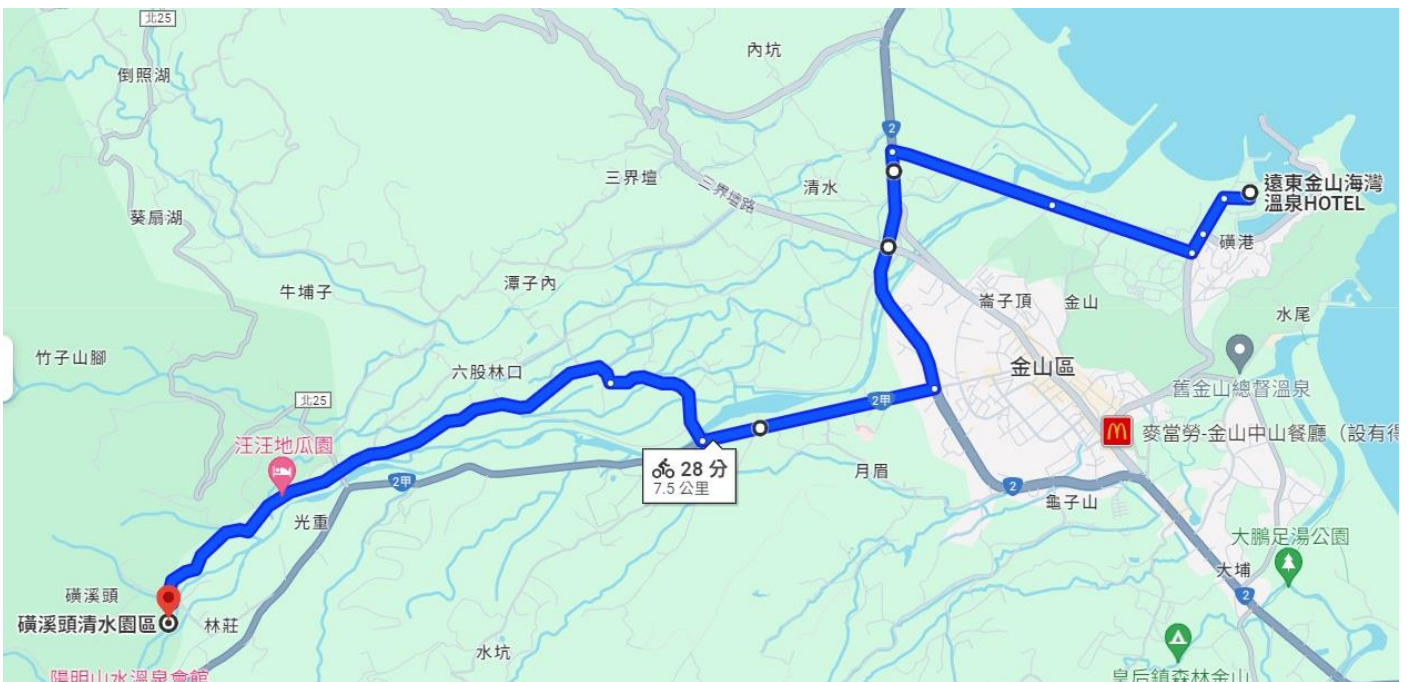 北25
內坑
倒照湖
2
三界壇
三界壇路
清水
遠東金山海灣
溫泉HOTEL
葵扇湖
磺港
牛埔子
潭子內
崙子頂
金山
水尾
竹子山腳
六股林口
金山區
舊金山總督溫泉
北25
2甲
汪汪地瓜園
麥當勞-金山中山餐廳（設有得
28 分
7.5 公里
月眉
2甲
2
龜子山
光重
大鵬足湯公園
大埔
2
磺溪頭
磺溪頭清水園區
林莊
水坑
陽明山水溫泉會館
皇后鎮森林金山